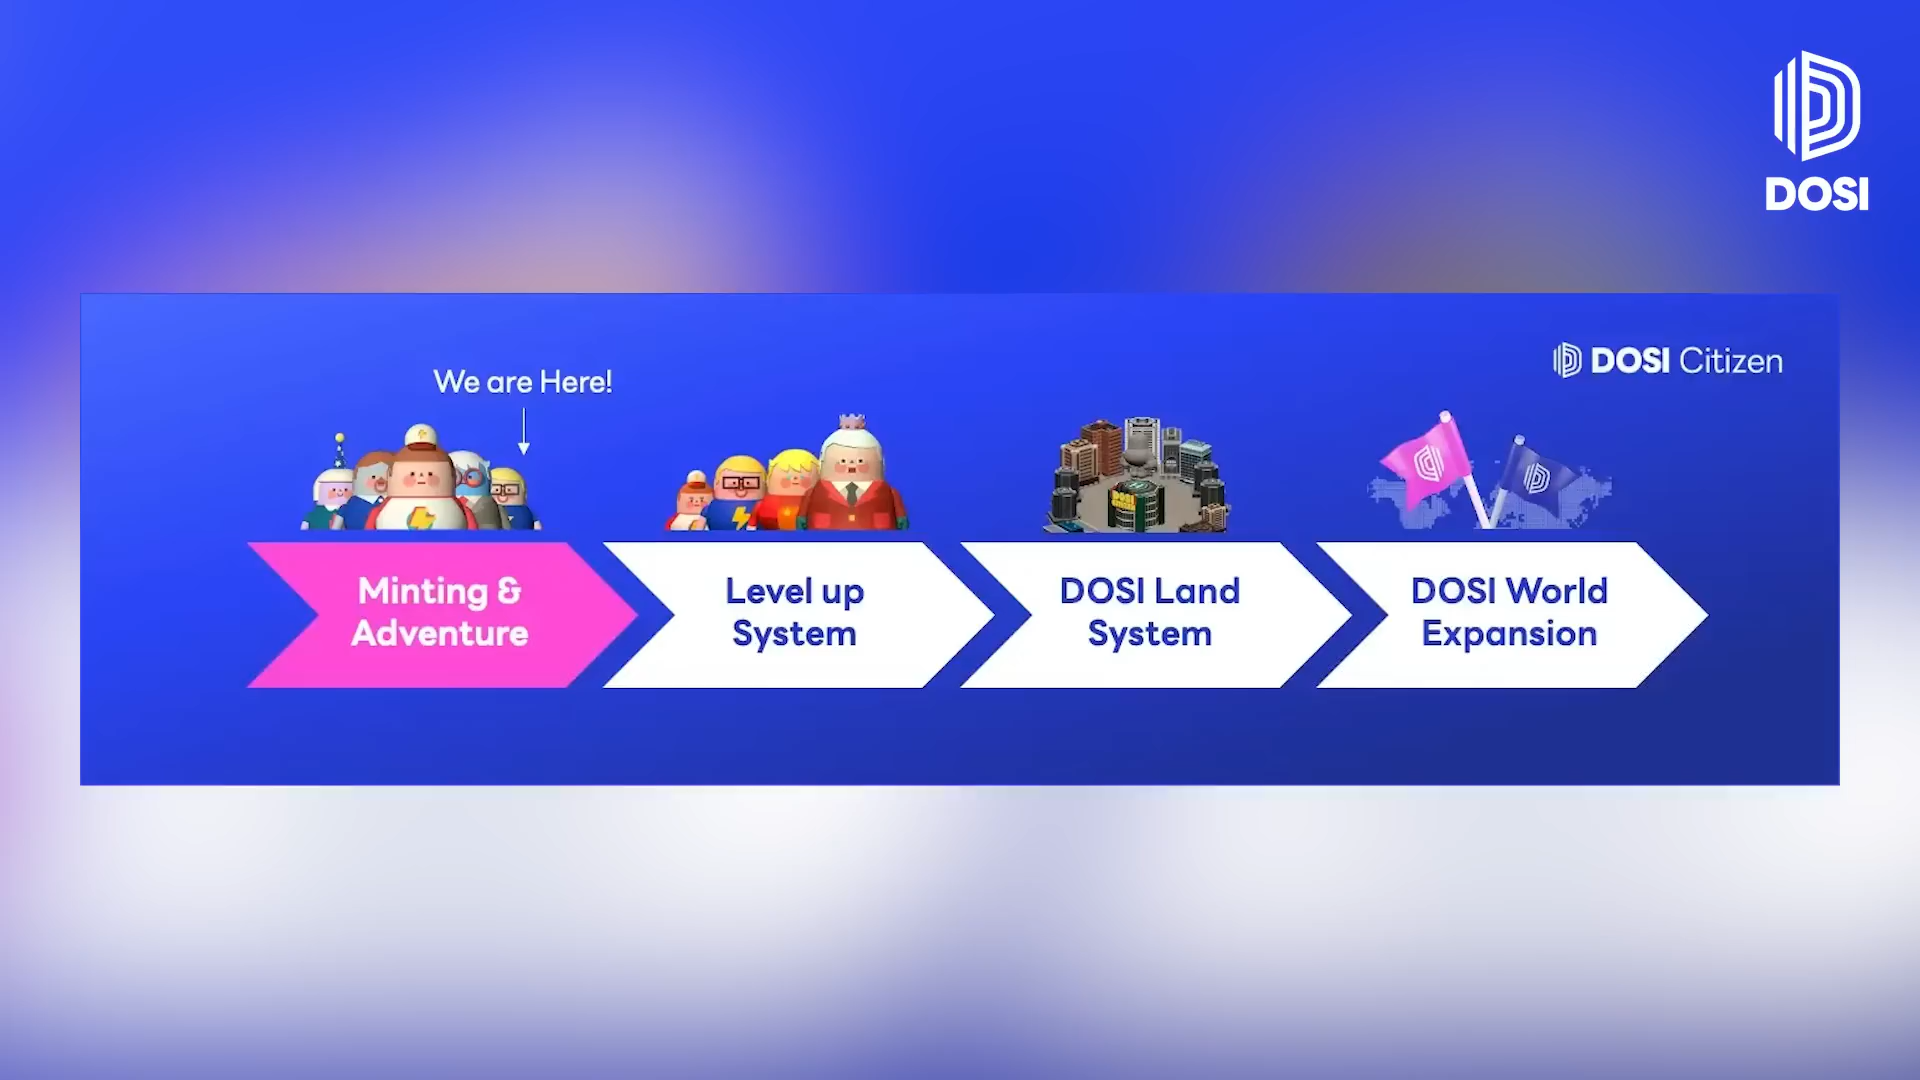 DOSI
DOSI Citizen
We are Here!
Minting &
Adventure
Level up
System
DOSI Land
System
DOSI World
Expansion